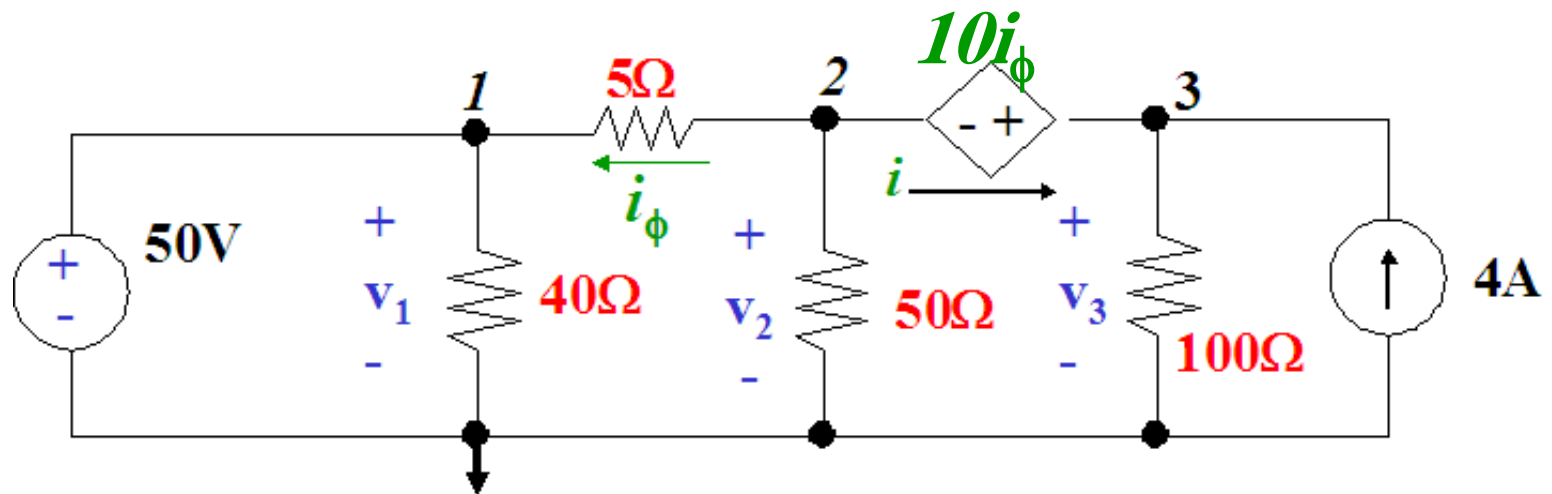 10iϕ
1 5Ω 2 3
- +
iϕ i
50V + + +
+ -
v1 40Ω v2 50Ω v3 100Ω 4A
- - -